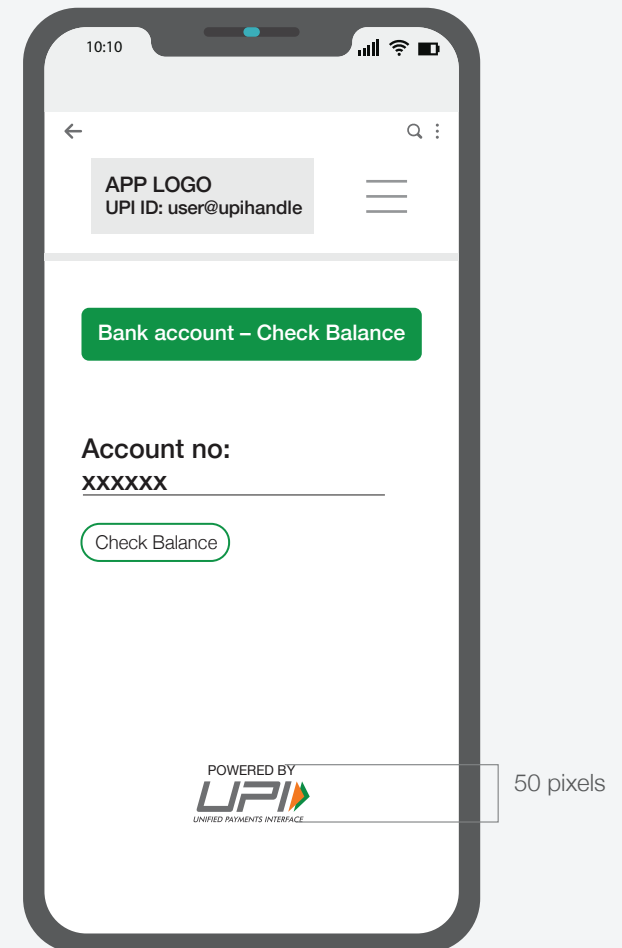 10:10
APP LOGO
UPI ID: user@upihandle
Bank account – Check Balance
Account no:
xxxxxx
Check Balance
POWERED BY
UPI
UNIFIED PAYMENTS INTERFACE
50 pixels